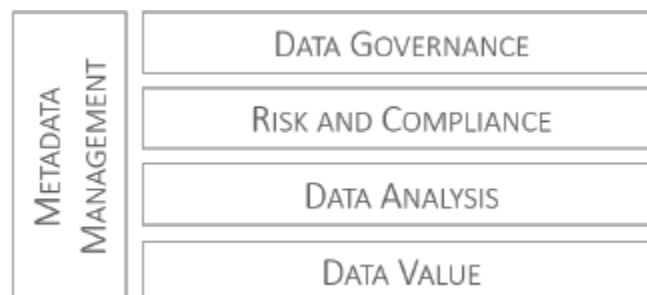 METADATA
MANAGEMENT
DATA GOVERNANCE
RISK AND COMPLIANCE
DATA ANALYSIS
DATA VALUE